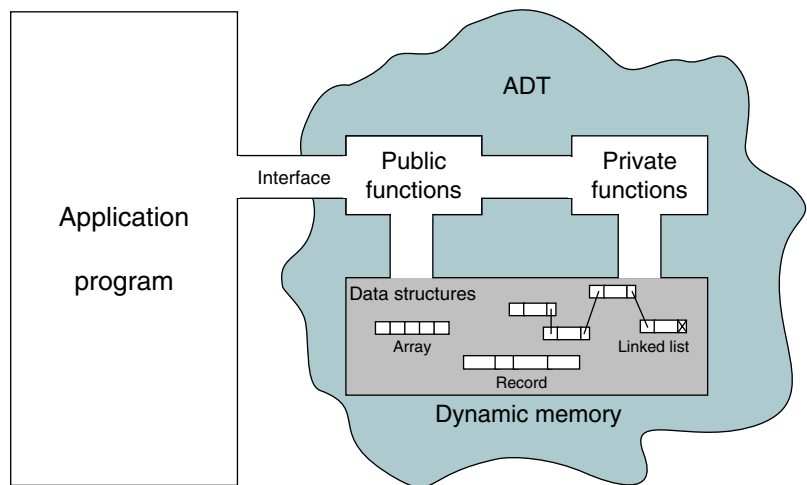 ADT
Public
functions
Private
functions
Interface
Application
program
Data structures
Array
Linked list
Record
Dynamic memory